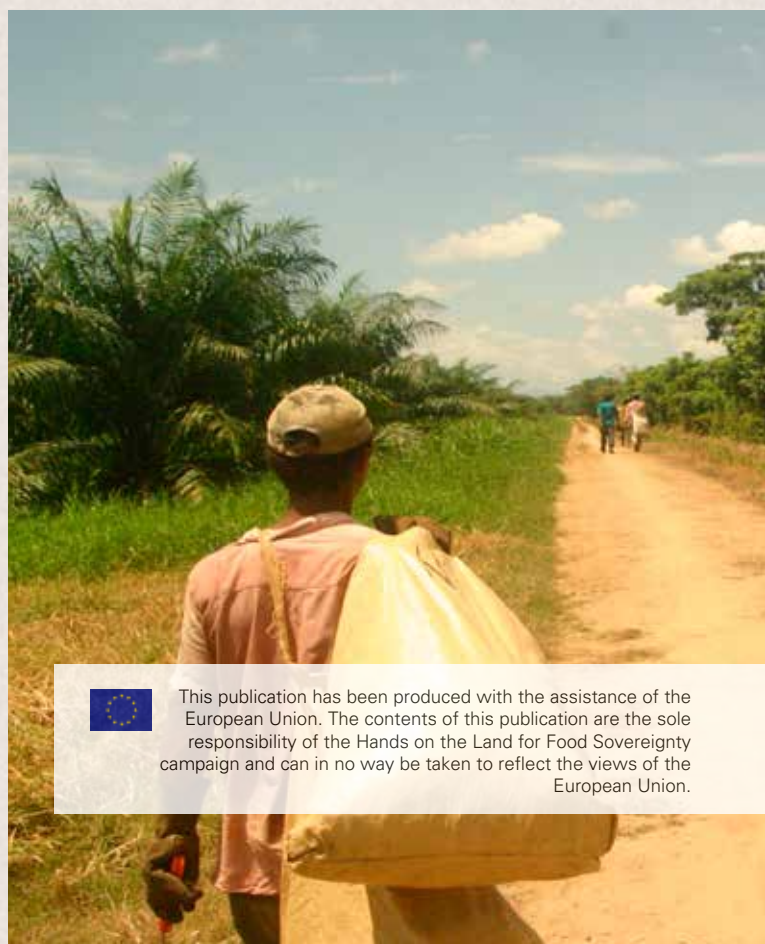 This publication has been produced with the assistance of the
European Union. The contents of this publication are the sole
responsibility of the Hands on the Land for Food Sovereignty
campaign and can in no way be taken to reflect the views of the
European Union.